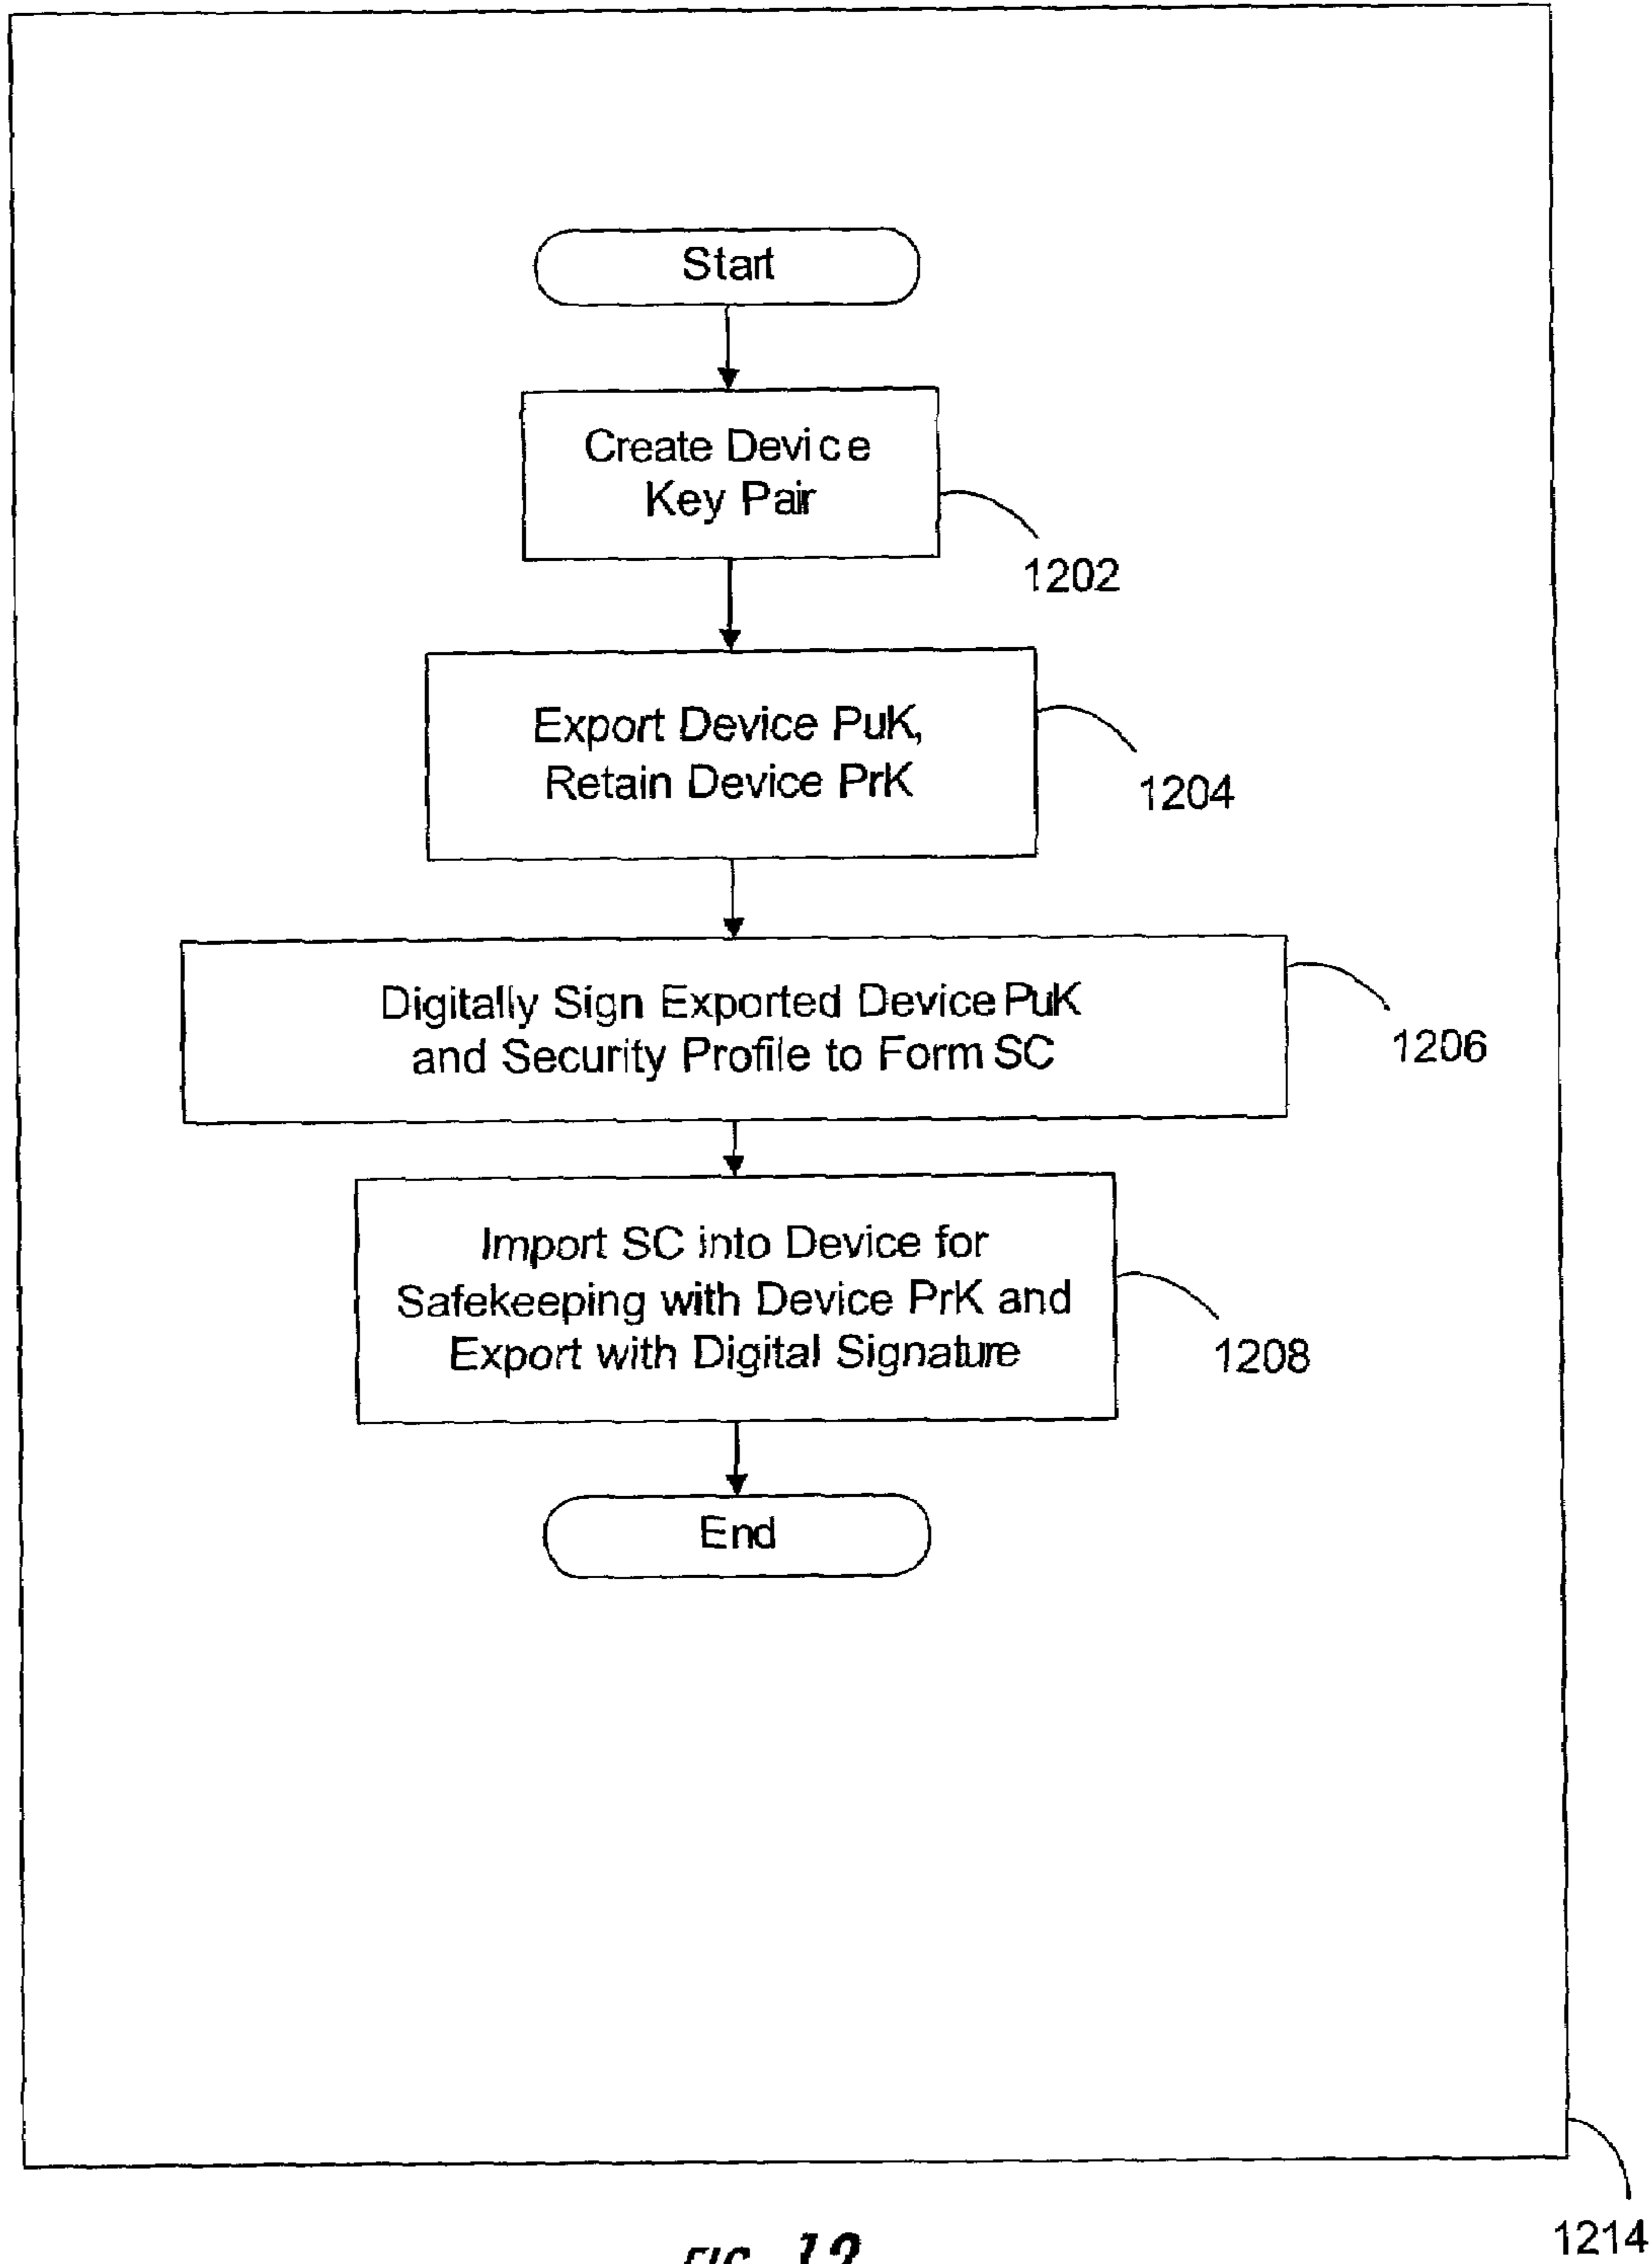 Start
Create Device
Key Pair
1202
Export Device PuK,
Retain Device PrK
1204
Digitally Sign Exported Device PuK
and Security Profile to Form SC
1206
Import SC into Device for
Safekeeping with Device PrK and
Export with Digital Signature
1208
End
1214
FIG. 12